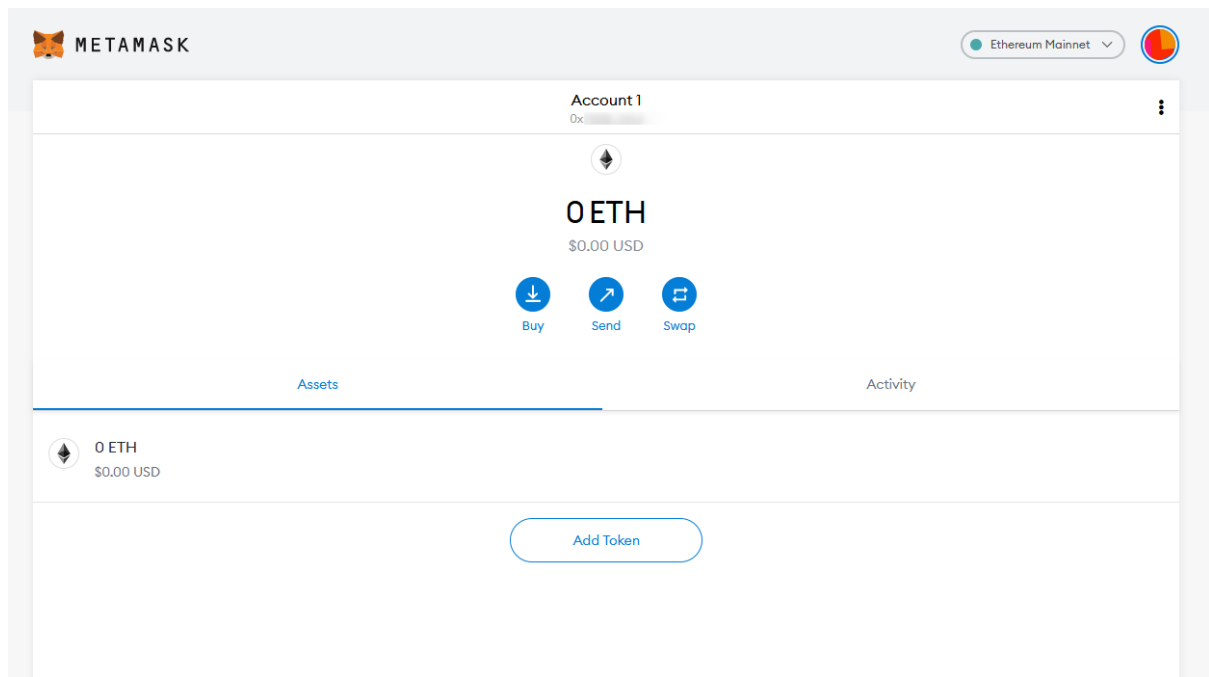 METAMASK
Ethereum Mainnet
Account 1
0x
0 ETH
$0.00 USD
Buy
Send
Swap
Assets
Activity
0 ETH
$0.00 USD
Add Token